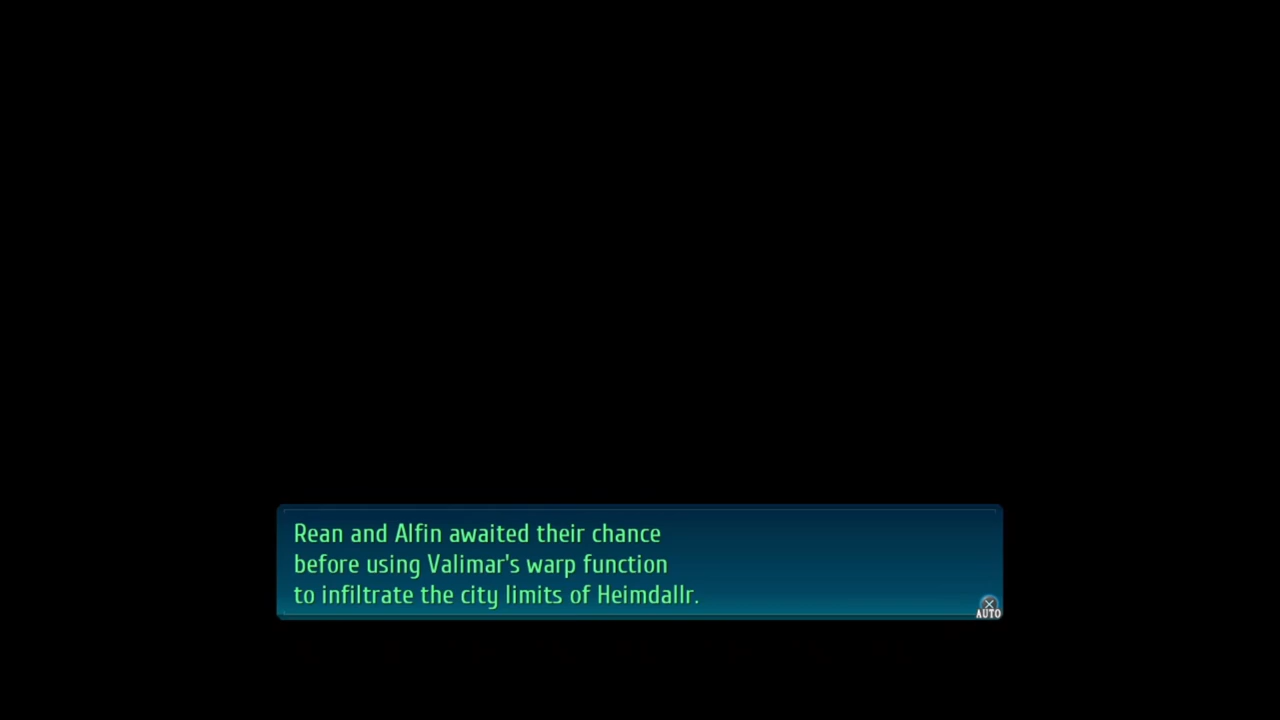 Rean and Alfin awaited their chance
before using Valimar's warp function
to infiltrate the city limits of Heimdallr.
AUTO